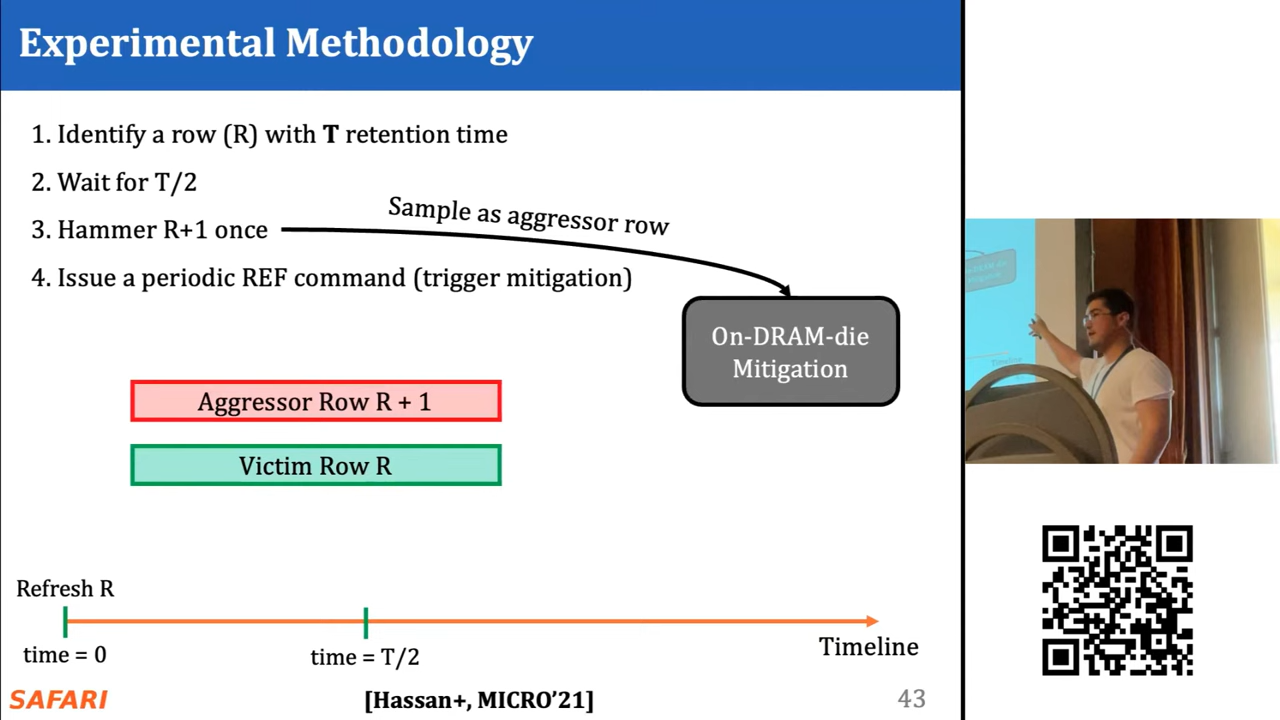 Experimental Methodology
1. Identify a row (R) with T retention time
2. Wait for T/2
Sample as aggressor row
3. Hammer R+1 once
4. Issue a periodic REF command (trigger mitigation)
On-DRAM-die
Mitigation
Aggressor Row R + 1
Victim Row R
Refresh R
time = 0
time = T/2
Timeline
SAFARI
[Hassan+, MICRO'21]
43
Timeline